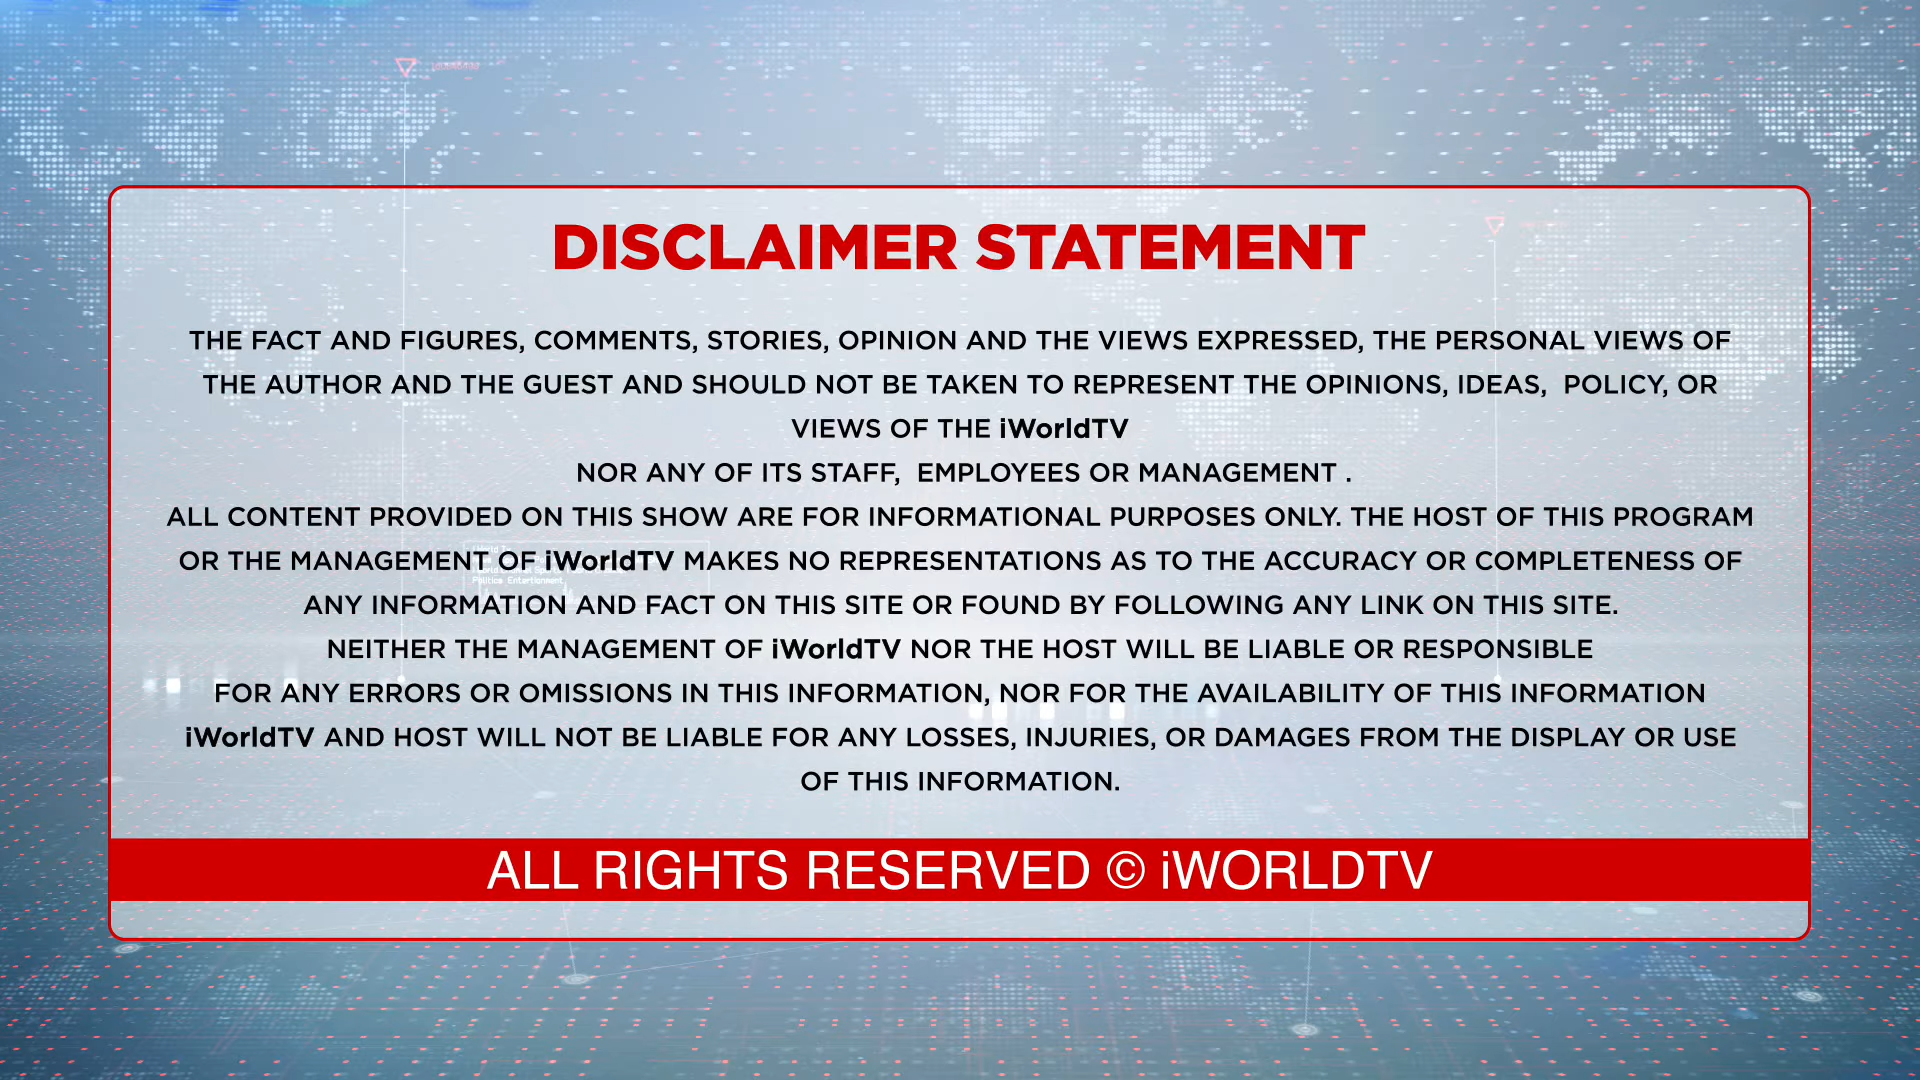 DISCLAIMER STATEMENT
THE FACT AND FIGURES, COMMENTS, STORIES, OPINION AND THE VIEWS EXPRESSED, THE PERSONAL VIEWS OF
THE AUTHOR AND THE GUEST AND SHOULD NOT BE TAKEN TO REPRESENT THE OPINIONS, IDEAS,  POLICY, OR
VIEWS OF THE iWorldTV
NOR ANY OF ITS STAFF,  EMPLOYEES OR MANAGEMENT .
ALL CONTENT PROVIDED ON THIS SHOW ARE FOR INFORMATIONAL PURPOSES ONLY. THE HOST OF THIS PROGRAM
OR THE MANAGEMENT OF iWorldTV MAKES NO REPRESENTATIONS AS TO THE ACCURACY OR COMPLETENESS OF
Politica Entertionment
ANY INFORMATION AND FACT ON THIS SITE OR FOUND BY FOLLOWING ANY LINK ON THIS SITE.
NEITHER THE MANAGEMENT OF iWorldTV NOR THE HOST WILL BE LIABLE OR RESPONSIBLE
FOR ANY ERRORS OR OMISSIONS IN THIS INFORMATION, NOR FOR THE AVAILABILITY OF THIS INFORMATION
iWorldTV AND HOST WILL NOT BE LIABLE FOR ANY LOSSES, INJURIES, OR DAMAGES FROM THE DISPLAY OR USE
OF THIS INFORMATION.
ALL RIGHTS RESERVED © iWORLDTV